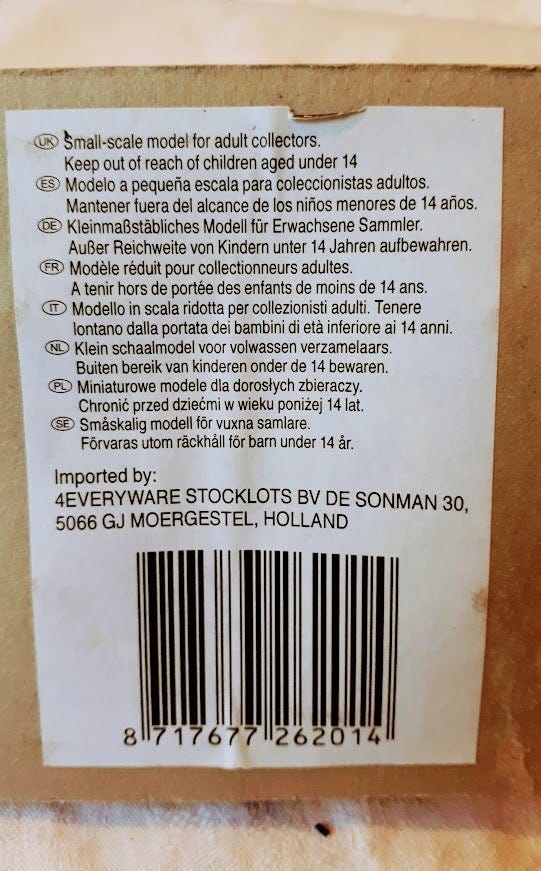 UK Small-scale model for adult collectors.
Keep out of reach of children aged under 14
ES Modelo a pequeña escala para coleccionistas adultos.
Mantener fuera del alcance de los niños menores de 14 años.
DE Kleinmaßstäbliches Modell für Erwachsene Sammler.
Außer Reichweite von Kindern unter 14 Jahren aufbewahren.
FR Modèle réduit pour collectionneurs adultes.
A tenir hors de portée des enfants de moins de 14 ans.
IT Modello in scala ridotta per collezionisti adulti. Tenere
lontano dalla portata dei bambini di età inferiore ai 14 anni.
NL Klein schaalmodel voor volwassen verzamelaars.
Buiten bereik van kinderen onder de 14 bewaren.
PL Miniaturowe modele dla dorosłych zbieraczy.
Chronić przed dziećmi w wieku poniżej 14 lat.
SE Småskalig modell för vuxna samlare.
Förvaras utom räckhåll för barn under 14 år.
Imported by:
4EVERYWARE STOCKLOTS BV DE SONMAN 30,
5066 GJ MOERGESTEL, HOLLAND
8 717677 262014